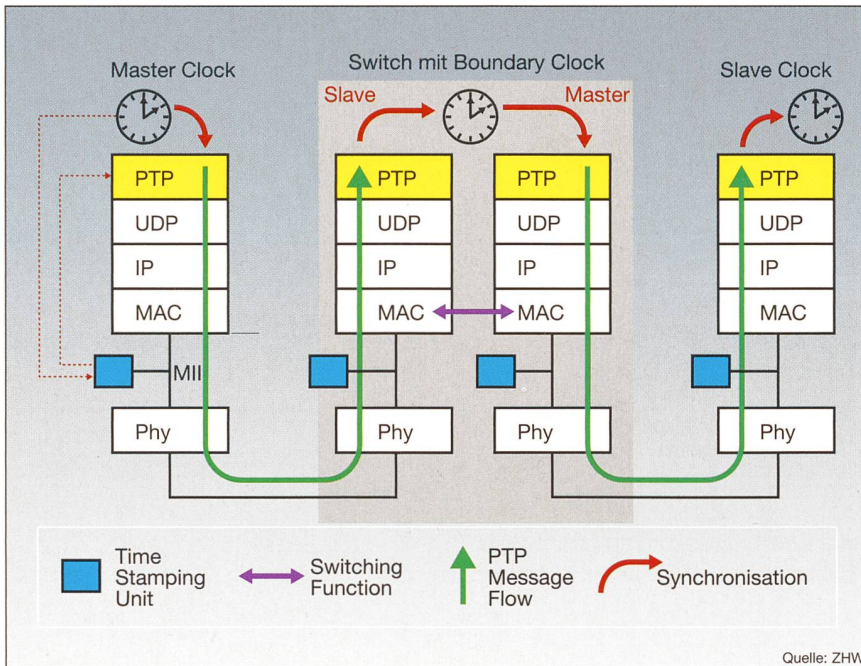 Master Clock
Switch mit Boundary Clock
Slave Clock
Slave
Master
PTP
UDP
IP
MAC
MII
Phy
PTP
UDP
IP
MAC
Phy
PTP
UDP
IP
MAC
Phy
PTP
UDP
IP
MAC
Phy
Time
Stamping
Unit
Switching
Function
PTP
Message
Flow
Synchronisation
Quelle: ZHW